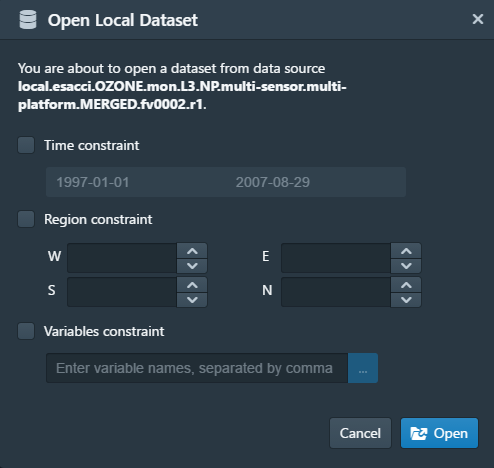 Open Local Dataset
You are about to open a dataset from data source
local.esacci.OZONE.mon.L3.NP.multi-sensor.multi-
platform.MERGED.fv0002.r1.
Time constraint
1997-01-01 2007-08-29
Region constraint
W E
S N
Variables constraint
Enter variable names, separated by comma ...
Cancel Open